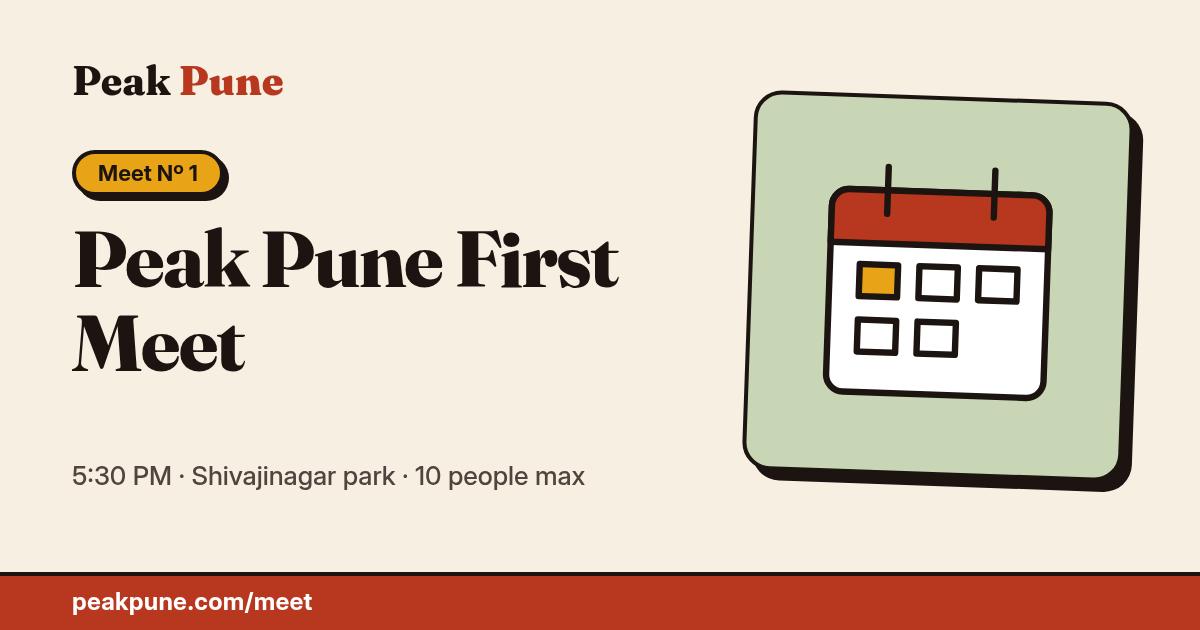 Peak Pune
Meet Nº 1
Peak Pune First
Meet
5:30 PM · Shivajinagar park · 10 people max
peakpune.com/meet